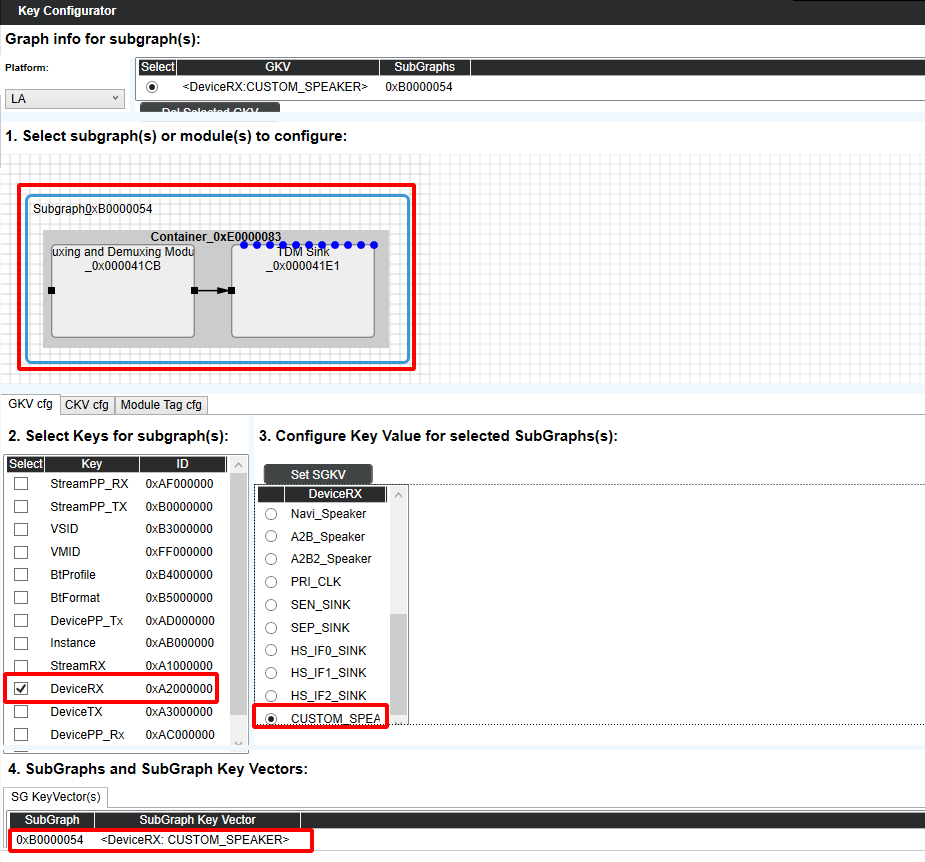 Key Configurator
Graph info for subgraph(s):
Platform:
LA
Select GKV SubGraphs
<DeviceRX:CUSTOM_SPEAKER> 0xB0000054
Del Selected GKV
1. Select subgraph(s) or module(s) to configure:
Subgraph0xB0000054
Container_0xE0000083
uxing and Demuxing Modu
_0x000041CB
TDM Sink
_0x000041E1
GKV cfg CKV cfg Module Tag cfg
2. Select Keys for subgraph(s):
Select Key ID
StreamPP_RX 0xAF000000
StreamPP_TX 0xB0000000
VSID 0xB3000000
VMID 0xFF000000
BtProfile 0xB4000000
BtFormat 0xB5000000
DevicePP_Tx 0xAD000000
Instance 0xAB000000
StreamRX 0xA1000000
DeviceRX 0xA2000000
DeviceTX 0xA3000000
DevicePP_Rx 0xAC000000
3. Configure Key Value for selected SubGraphs(s):
Set SGKV
DeviceRX
Navi_Speaker
A2B_Speaker
A2B2_Speaker
PRI_CLK
SEN_SINK
SEP_SINK
HS_IF0_SINK
HS_IF1_SINK
HS_IF2_SINK
CUSTOM_SPEA
4. SubGraphs and SubGraph Key Vectors:
SG KeyVector(s)
SubGraph SubGraph Key Vector
0xB0000054 <DeviceRX: CUSTOM_SPEAKER>